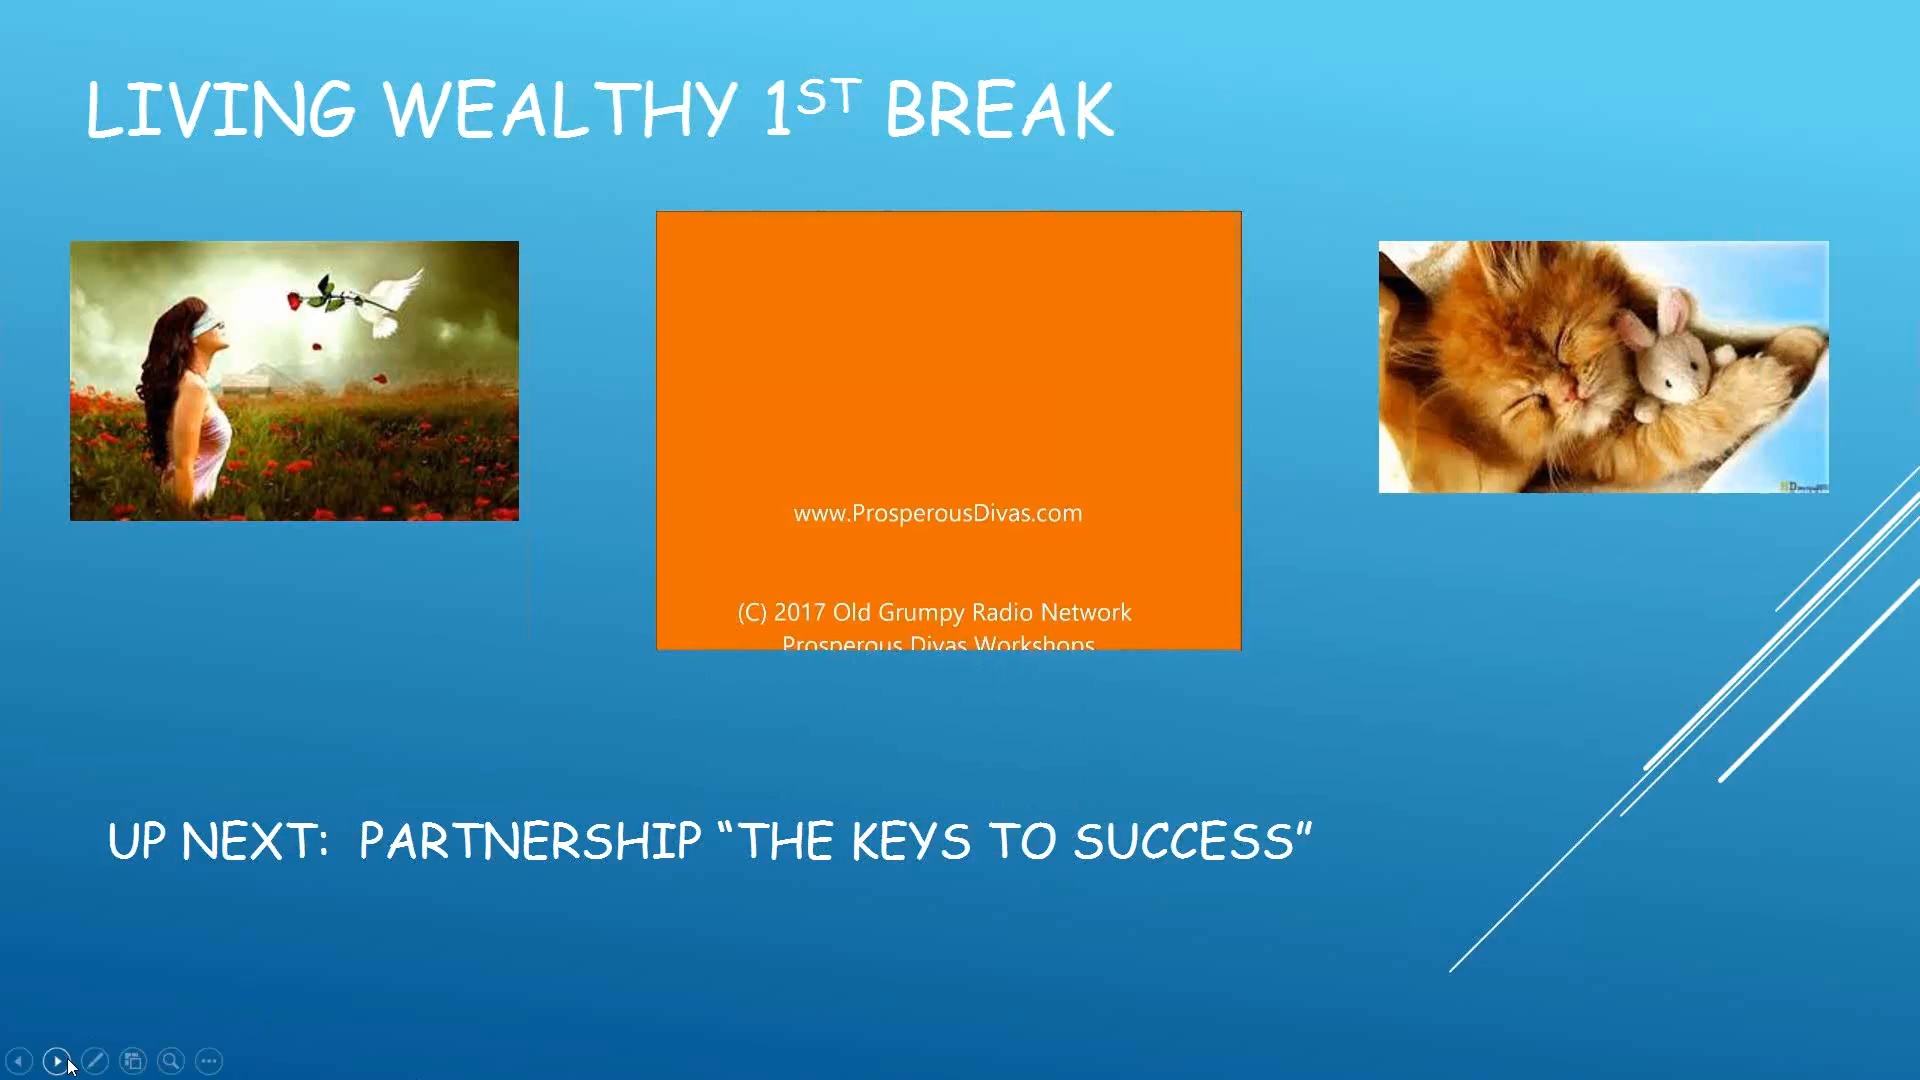 LIVING WEALTHY 1ST BREAK
www.ProsperousDivas.com
(C) 2017 Old Grumpy Radio Network
Prosperous Divas Workshops
UP NEXT: PARTNERSHIP “THE KEYS TO SUCCESS”